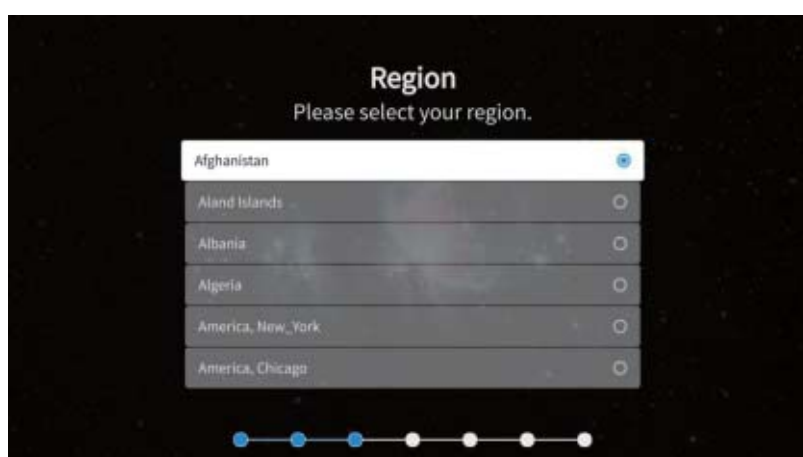 Region
Please select your region.
Afghanistan
Aland Islands
Albania
Algeria
America, New_York
America, Chicago